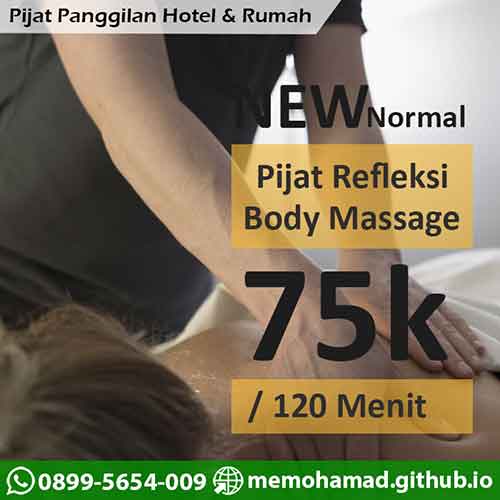 Pijat Panggilan Hotel & Rumah
NEW Normal
Pijat Refleksi
Body Massage
75k
/ 120 Menit
0899-5654-009 memohamad.github.io